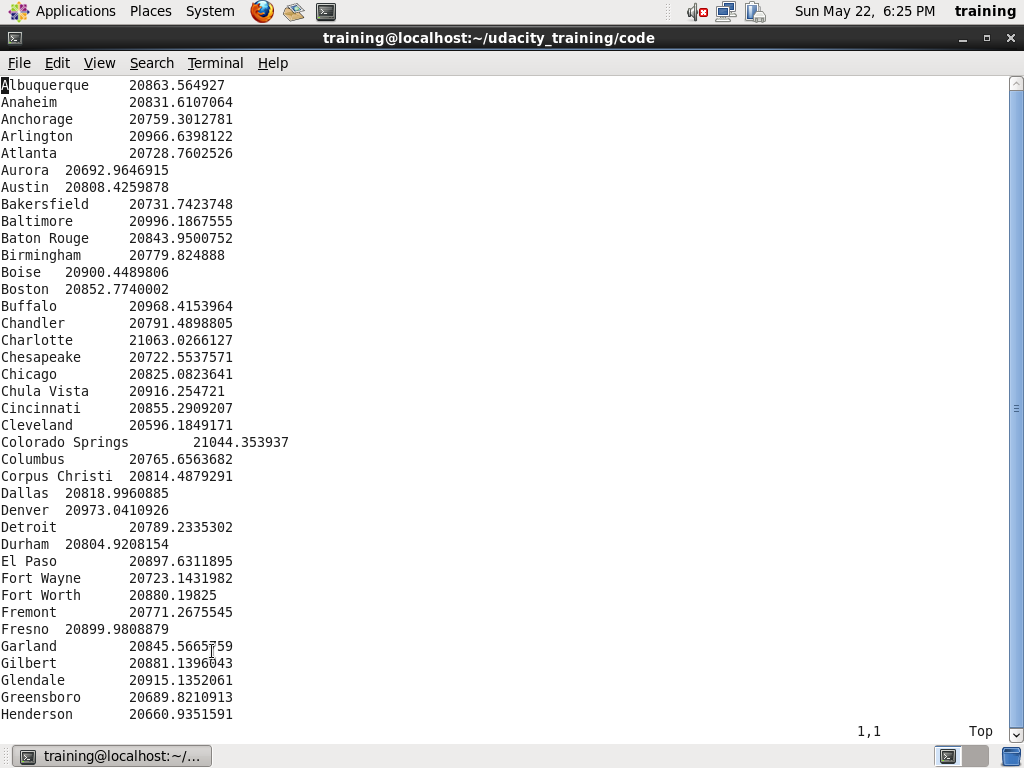 Applications Places System Sun May 22, 6:25 PM training
training@localhost:~/udacity_training/code
File Edit View Search Terminal Help
Albuquerque 20863.564927
Anaheim 20831.6107064
Anchorage 20759.3012781
Arlington 20966.6398122
Atlanta 20728.7602526
Aurora 20692.9646915
Austin 20808.4259878
Bakersfield 20731.7423748
Baltimore 20996.1867555
Baton Rouge 20843.9500752
Birmingham 20779.824888
Boise 20900.4489806
Boston 20852.7740002
Buffalo 20968.4153964
Chandler 20791.4898805
Charlotte 21063.0266127
Chesapeake 20722.5537571
Chicago 20825.0823641
Chula Vista 20916.254721
Cincinnati 20855.2909207
Cleveland 20596.1849171
Colorado Springs 21044.353937
Columbus 20765.6563682
Corpus Christi 20814.4879291
Dallas 20818.9960885
Denver 20973.0410926
Detroit 20789.2335302
Durham 20804.9208154
El Paso 20897.6311895
Fort Wayne 20723.1431982
Fort Worth 20880.19825
Fremont 20771.2675545
Fresno 20899.9808879
Garland 20845.5665759
Gilbert 20881.1396043
Glendale 20915.1352061
Greensboro 20689.8210913
Henderson 20660.9351591
1,1 Top
training@localhost:~/...